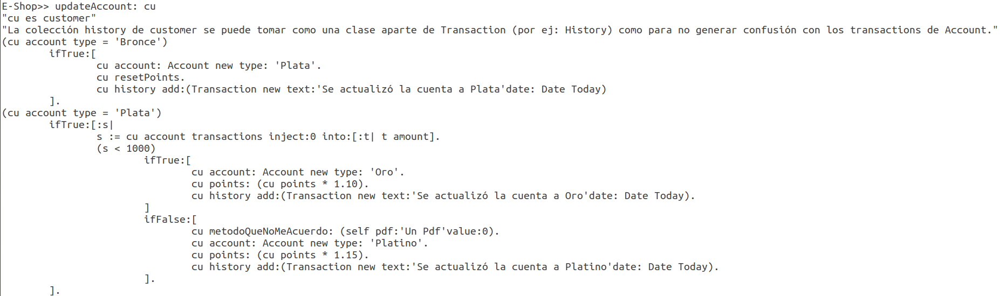 E-Shop>> updateAccount: cu
"cu es customer"
"La colección history de customer se puede tomar como una clase aparte de Transaction (por ej: History) como para no generar confusión con los transactions de Account."
(cu account type = 'Bronce')
ifTrue:[
cu account: Account new type: 'Plata'.
cu resetPoints.
cu history add:(Transaction new text:'Se actualizó la cuenta a Plata'date: Date Today)
].
(cu account type = 'Plata')
ifTrue:[:s|
s := cu account transactions inject:0 into:[:t| t amount].
(s < 1000)
ifTrue:[
cu account: Account new type: 'Oro'.
cu points: (cu points * 1.10).
cu history add:(Transaction new text:'Se actualizó la cuenta a Oro'date: Date Today).
]
ifFalse:[
cu metodoQueNoMeAcuerdo: (self pdf:'Un Pdf'value:0).
cu account: Account new type: 'Platino'.
cu points: (cu points * 1.15).
cu history add:(Transaction new text:'Se actualizó la cuenta a Platino'date: Date Today).
].
].